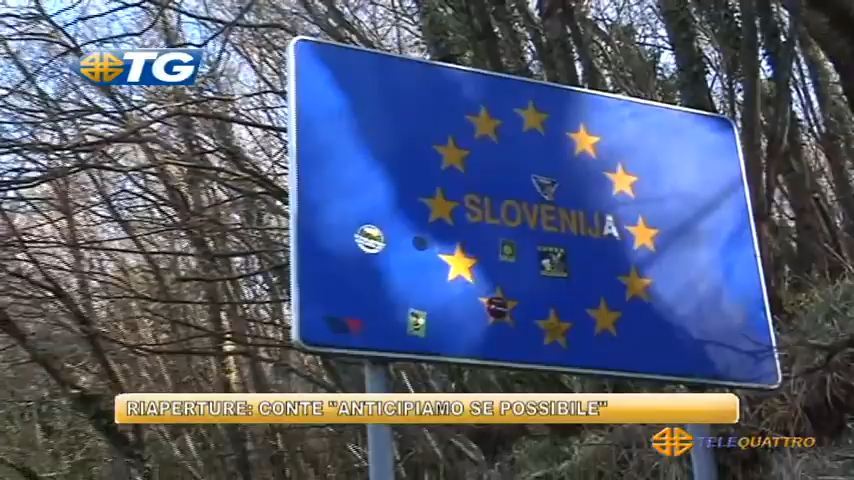 TG
SLOVENIJA
RIAPERTURE: CONTE "ANTICIPIAMO SE POSSIBILE"
TELEQUATTRO